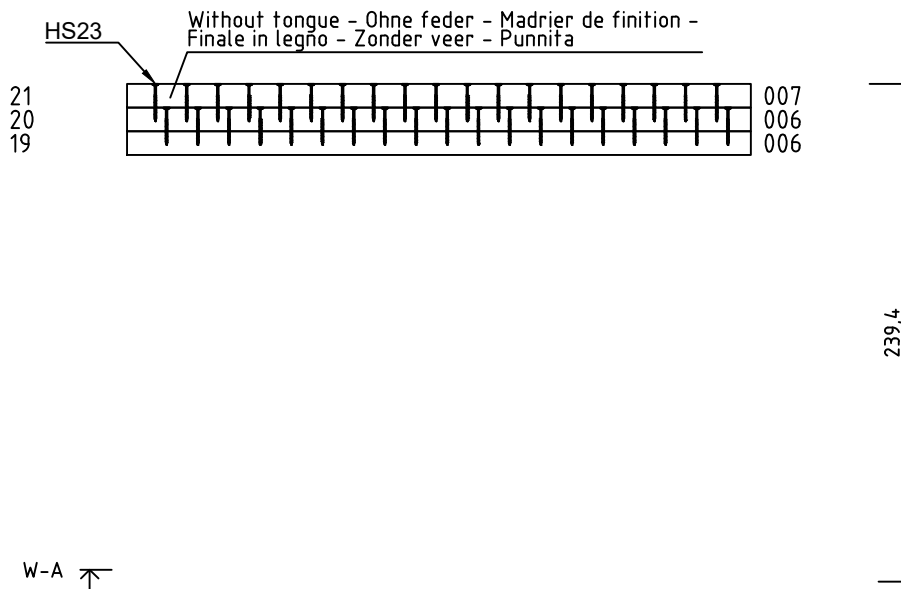 HS23
Without tongue - Ohne feder - Madrier de finition -
Finale in legno - Zonder veer - Punnita
21 007
20 006
19 006
239,4
W-A